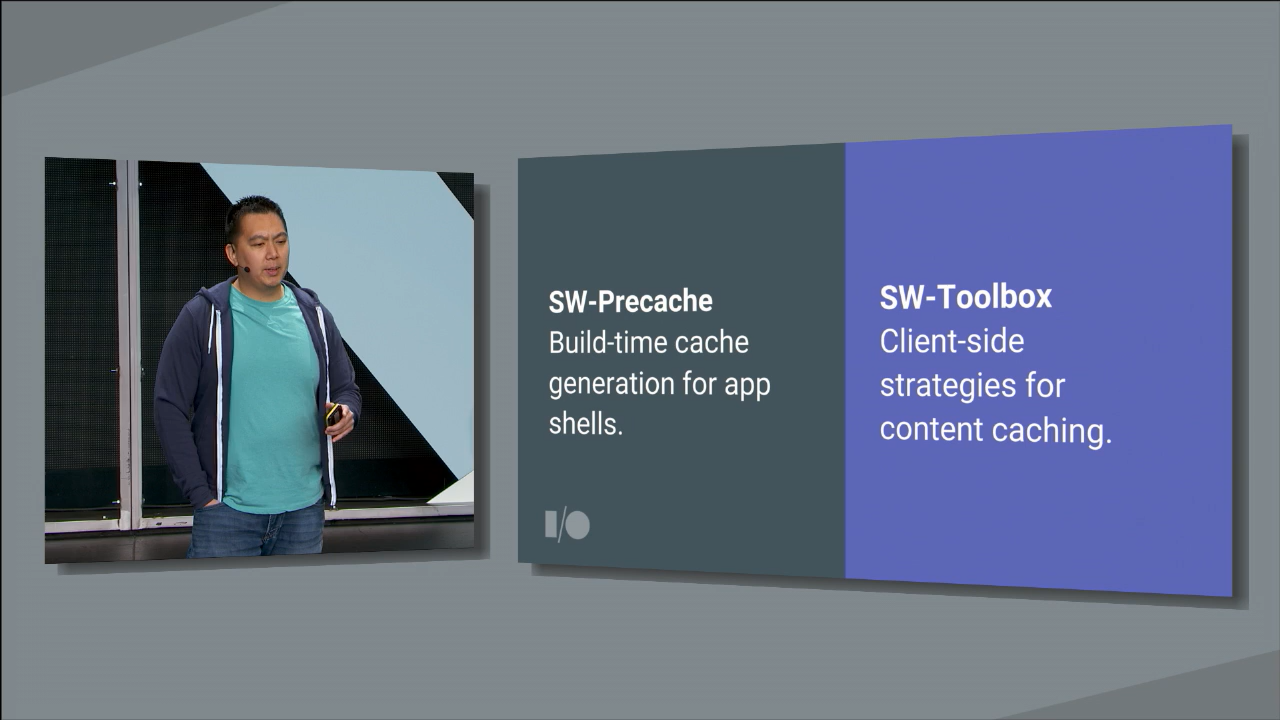 SW-Precache
Build-time cache
generation for app
shells.
I/O
SW-Toolbox
Client-side
strategies for
content caching.